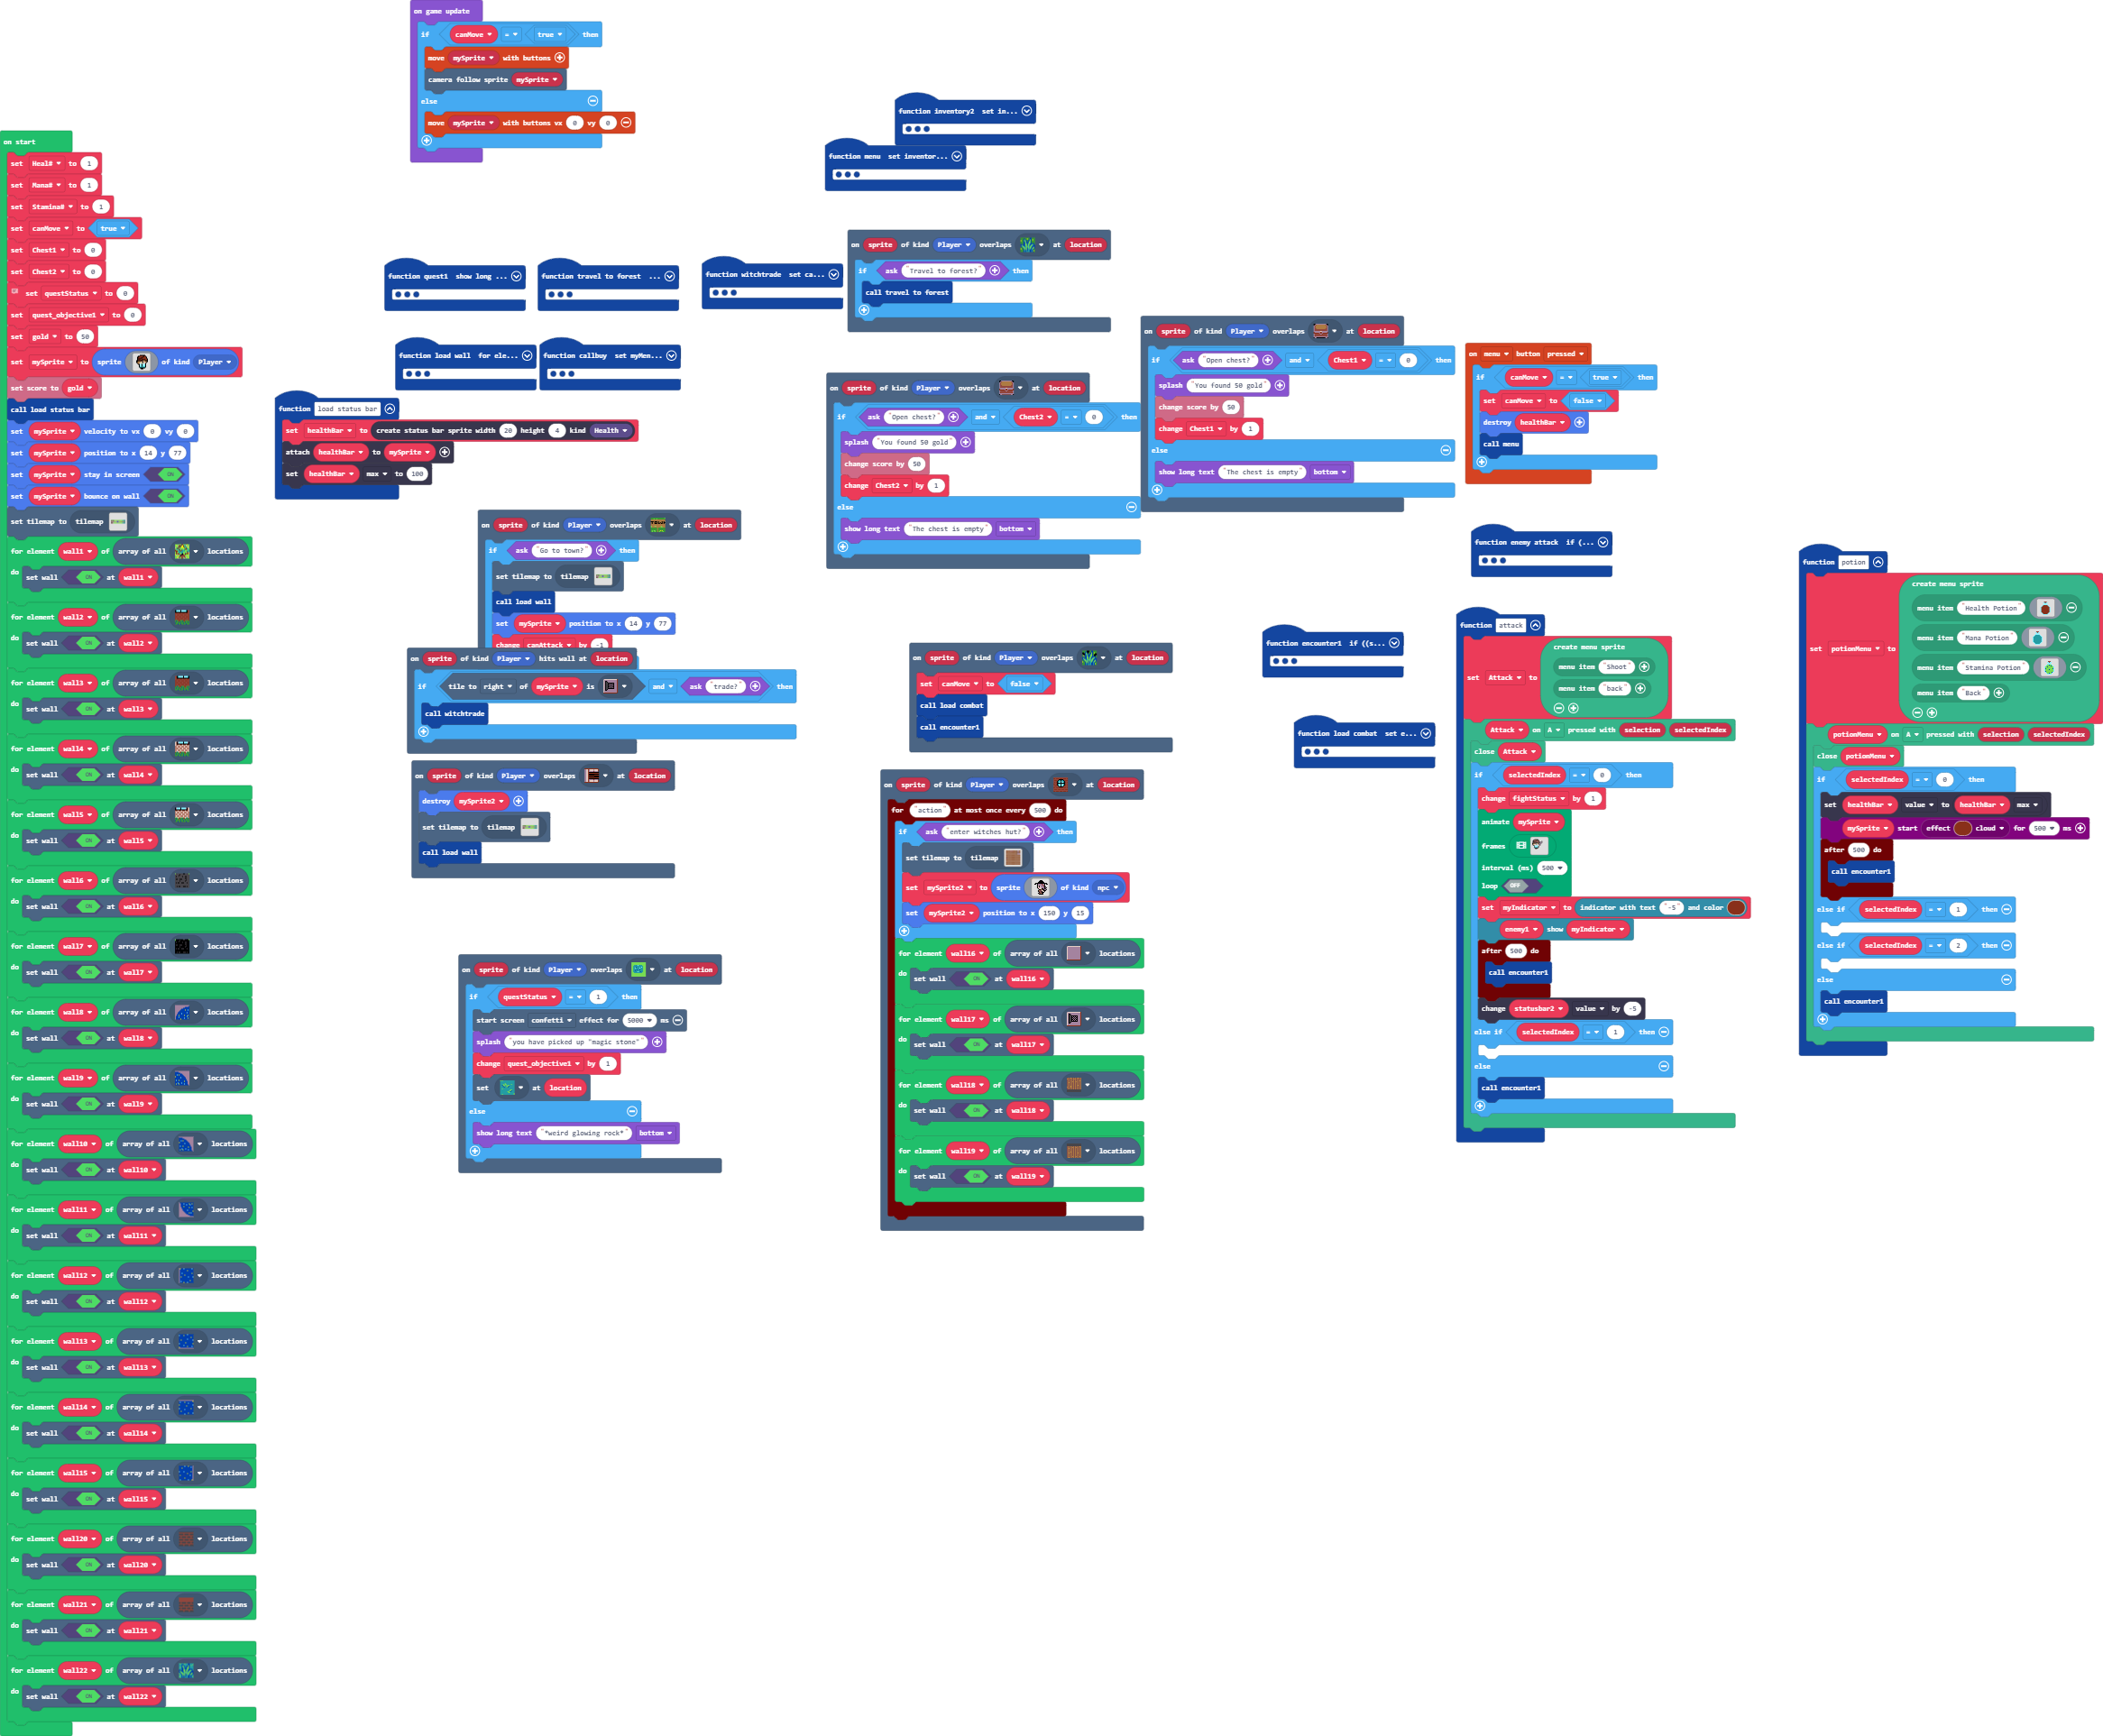 on start
set Heal# to 1
set Mana# to 1
set Stamina# to 1
set canMove to true
set Chest1 to 0
set Chest2 to 0
set questStatus to 0
set quest_objective1 to 0
set gold to 50
set mySprite to sprite of kind Player
set score to gold
call load status bar
set mySprite velocity to vx 0 vy 0
set mySprite position to x 14 y 77
set mySprite stay in screen ON
set mySprite bounce on wall ON
set tilemap to tilemap
for element wall1 of array of all locations
do set wall ON at wall1
for element wall2 of array of all locations
do set wall ON at wall2
for element wall3 of array of all locations
do set wall ON at wall3
for element wall4 of array of all locations
do set wall ON at wall4
for element wall5 of array of all locations
do set wall ON at wall5
for element wall6 of array of all locations
do set wall ON at wall6
for element wall7 of array of all locations
do set wall ON at wall7
for element wall8 of array of all locations
do set wall ON at wall8
for element wall9 of array of all locations
do set wall ON at wall9
for element wall10 of array of all locations
do set wall ON at wall10
for element wall11 of array of all locations
do set wall ON at wall11
for element wall12 of array of all locations
do set wall ON at wall12
for element wall13 of array of all locations
do set wall ON at wall13
for element wall14 of array of all locations
do set wall ON at wall14
for element wall15 of array of all locations
do set wall ON at wall15
for element wall20 of array of all locations
do set wall ON at wall20
for element wall21 of array of all locations
do set wall ON at wall21
for element wall22 of array of all locations
do set wall ON at wall22
on game update
if canMove = true then
move mySprite with buttons
camera follow sprite mySprite
else
move mySprite with buttons vx 0 vy 0
function quest1 show long ...
function travel to forest ...
function load wall for ele...
function callbuy set myMen...
function load status bar
set healthBar to create status bar sprite width 20 height 4 kind Health
attach healthBar to mySprite
set healthBar max to 100
on sprite of kind Player overlaps at location
if ask "Go to town?" then
set tilemap to tilemap
call load wall
set mySprite position to x 14 y 77
change canAttack by -1
on sprite of kind Player hits wall at location
if tile to right of mySprite is and ask "trade?" then
call witchtrade
on sprite of kind Player overlaps at location
destroy mySprite2
set tilemap to tilemap
call load wall
on sprite of kind Player overlaps at location
if questStatus = 1 then
start screen confetti effect for 5000 ms
splash "you have picked up "magic stone""
change quest_objective1 by 1
set at location
else
show long text "*weird glowing rock*" bottom
function inventory2 set in...
function menu set inventor...
function witchtrade set ca...
on sprite of kind Player overlaps at location
if ask "Travel to forest?" then
call travel to forest
on sprite of kind Player overlaps at location
if ask "Open chest?" and Chest2 = 0 then
splash "You found 50 gold"
change score by 50
change Chest2 by 1
else
show long text "The chest is empty" bottom
on sprite of kind Player overlaps at location
if ask "Open chest?" and Chest1 = 0 then
splash "You found 50 gold"
change score by 50
change Chest1 by 1
else
show long text "The chest is empty" bottom
on sprite of kind Player overlaps at location
set canMove to false
call load combat
call encounter1
on sprite of kind Player overlaps at location
for "action" at most once every 500 do
if ask "enter witches hut?" then
set tilemap to tilemap
set mySprite2 to sprite of kind npc
set mySprite2 position to x 150 y 15
for element wall16 of array of all locations
do set wall ON at wall16
for element wall17 of array of all locations
do set wall ON at wall17
for element wall18 of array of all locations
do set wall ON at wall18
for element wall19 of array of all locations
do set wall ON at wall19
on menu button pressed
if canMove = true then
set canMove to false
destroy healthBar
call menu
function enemy attack if (...
function encounter1 if ((s...
function load combat set e...
function attack
set Attack to create menu sprite
menu item "Shoot"
menu item "back"
Attack on A pressed with selection selectedIndex
close Attack
if selectedIndex = 0 then
change fightStatus by 1
animate mySprite
frames
interval (ms) 500
loop OFF
set myIndicator to indicator with text "-5" and color
enemy1 show myIndicator
after 500 do
call encounter1
change statusbar2 value by -5
else if selectedIndex = 1 then
else
call encounter1
function potion
set potionMenu to create menu sprite
menu item "Health Potion"
menu item "Mana Potion"
menu item "Stamina Potion"
menu item "Back"
potionMenu on A pressed with selection selectedIndex
close potionMenu
if selectedIndex = 0 then
set healthBar value to healthBar max
mySprite start effect cloud for 500 ms
after 500 do
call encounter1
else if selectedIndex = 1 then
else if selectedIndex = 2 then
else
call encounter1